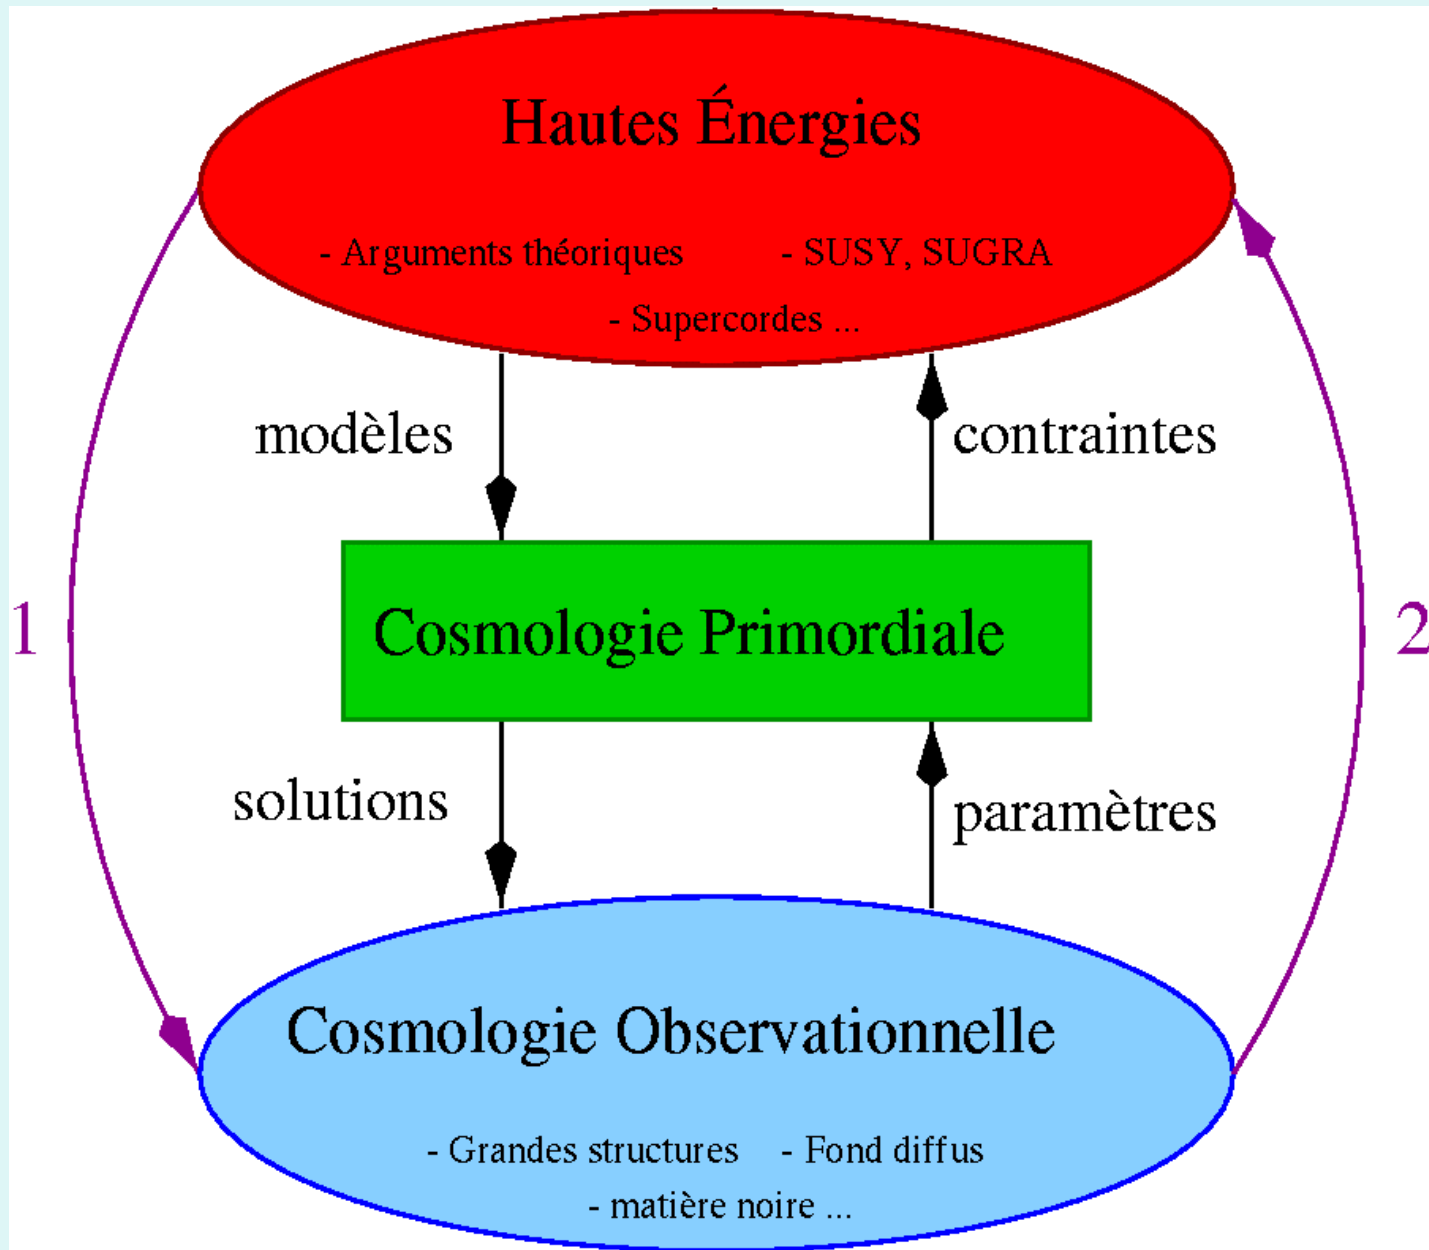 Hautes Énergies
- Arguments théoriques - SUSY, SUGRA
- Supercordes ...
modèles contraintes
1 Cosmologie Primordiale 2
solutions paramètres
Cosmologie Observationnelle
- Grandes structures - Fond diffus
- matière noire ...